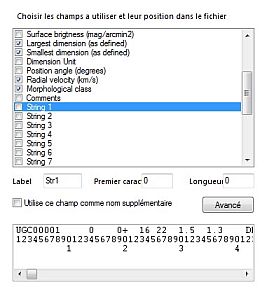 Choisir les champs a utiliser et leur position dans le fichier
Surface brigtness (mag/arcmin2)
Largest dimension (as defined)
Smallest dimension (as defined)
Dimension Unit
Position angle (degrees)
Radial velocity (km/s)
Morphological class
Comments
String 1
String 2
String 3
String 4
String 5
String 6
String 7
Label Str1 Premier carac 0 Longueur 0
Utilise ce champ comme nom supplémentaire Avancé
UGC00001 0 0+ 16 22 1.5 1.3
1234567890123456789012345678901234567890123
1 2 3 4